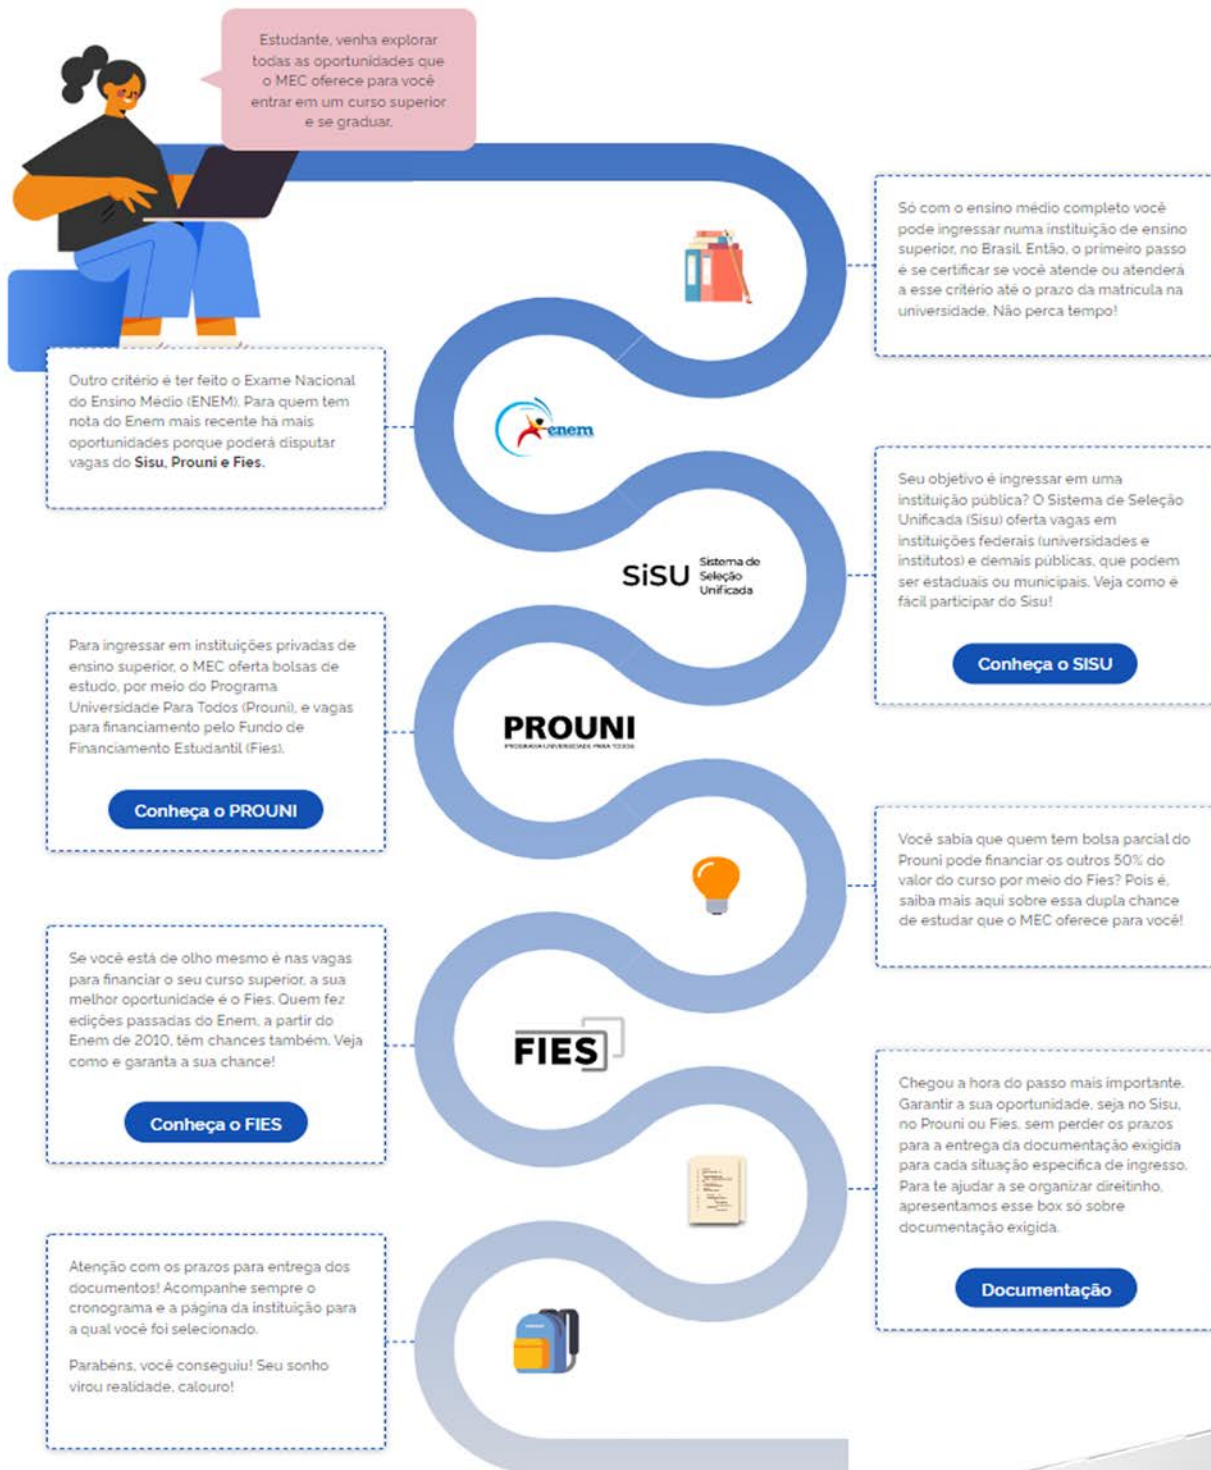 Estudante, venha explorar
todas as oportunidades que
o MEC oferece para você
entrar em um curso superior
e se graduar.
Só com o ensino médio completo você
pode ingressar numa instituição de ensino
superior, no Brasil. Então, o primeiro passo
é se certificar se você atende ou atenderá
a esse critério até o prazo da matrícula na
universidade. Não perca tempo!
Outro critério é ter feito o Exame Nacional
do Ensino Médio (ENEM). Para quem tem
nota do Enem mais recente há mais
oportunidades porque poderá disputar
vagas do Sisu, Prouni e Fies.
enem
Seu objetivo é ingressar em uma
instituição pública? O Sistema de Seleção
Unificada (Sisu) oferta vagas em
instituições federais (universidades e
institutos) e demais públicas, que podem
ser estaduais ou municipais. Veja como é
fácil participar do Sisu!
Conheça o SISU
SiSU
Sistema de
Seleção
Unificada
Para ingressar em instituições privadas de
ensino superior, o MEC oferta bolsas de
estudo, por meio do Programa
Universidade Para Todos (Prouni), e vagas
para financiamento pelo Fundo de
Financiamento Estudantil (Fies).
Conheça o PROUNI
PROUNI
PROGRAMA UNIVERSIDADE PARA TODOS
Você sabia que quem tem bolsa parcial do
Prouni pode financiar os outros 50% do
valor do curso por meio do Fies? Pois é,
saiba mais aqui sobre essa dupla chance
de estudar que o MEC oferece para você!
Se você está de olho mesmo é nas vagas
para financiar o seu curso superior, a sua
melhor oportunidade é o Fies. Quem fez
edições passadas do Enem, a partir do
Enem de 2010, têm chances também. Veja
como e garanta a sua chance!
Conheça o FIES
FIES
Chegou a hora do passo mais importante.
Garantir a sua oportunidade, seja no Sisu,
no Prouni ou Fies, sem perder os prazos
para a entrega da documentação exigida
para cada situação específica de ingresso.
Para te ajudar a se organizar direitinho,
apresentamos esse box só sobre
documentação exigida.
Documentação
Atenção com os prazos para entrega dos
documentos! Acompanhe sempre o
cronograma e a página da instituição para
a qual você foi selecionado.
Parabéns, você conseguiu! Seu sonho
virou realidade, calouro!